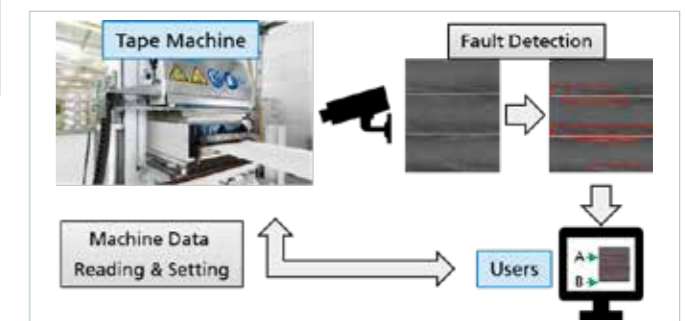 Tape Machine
Fault Detection
Machine Data
Reading & Setting
Users
A
B